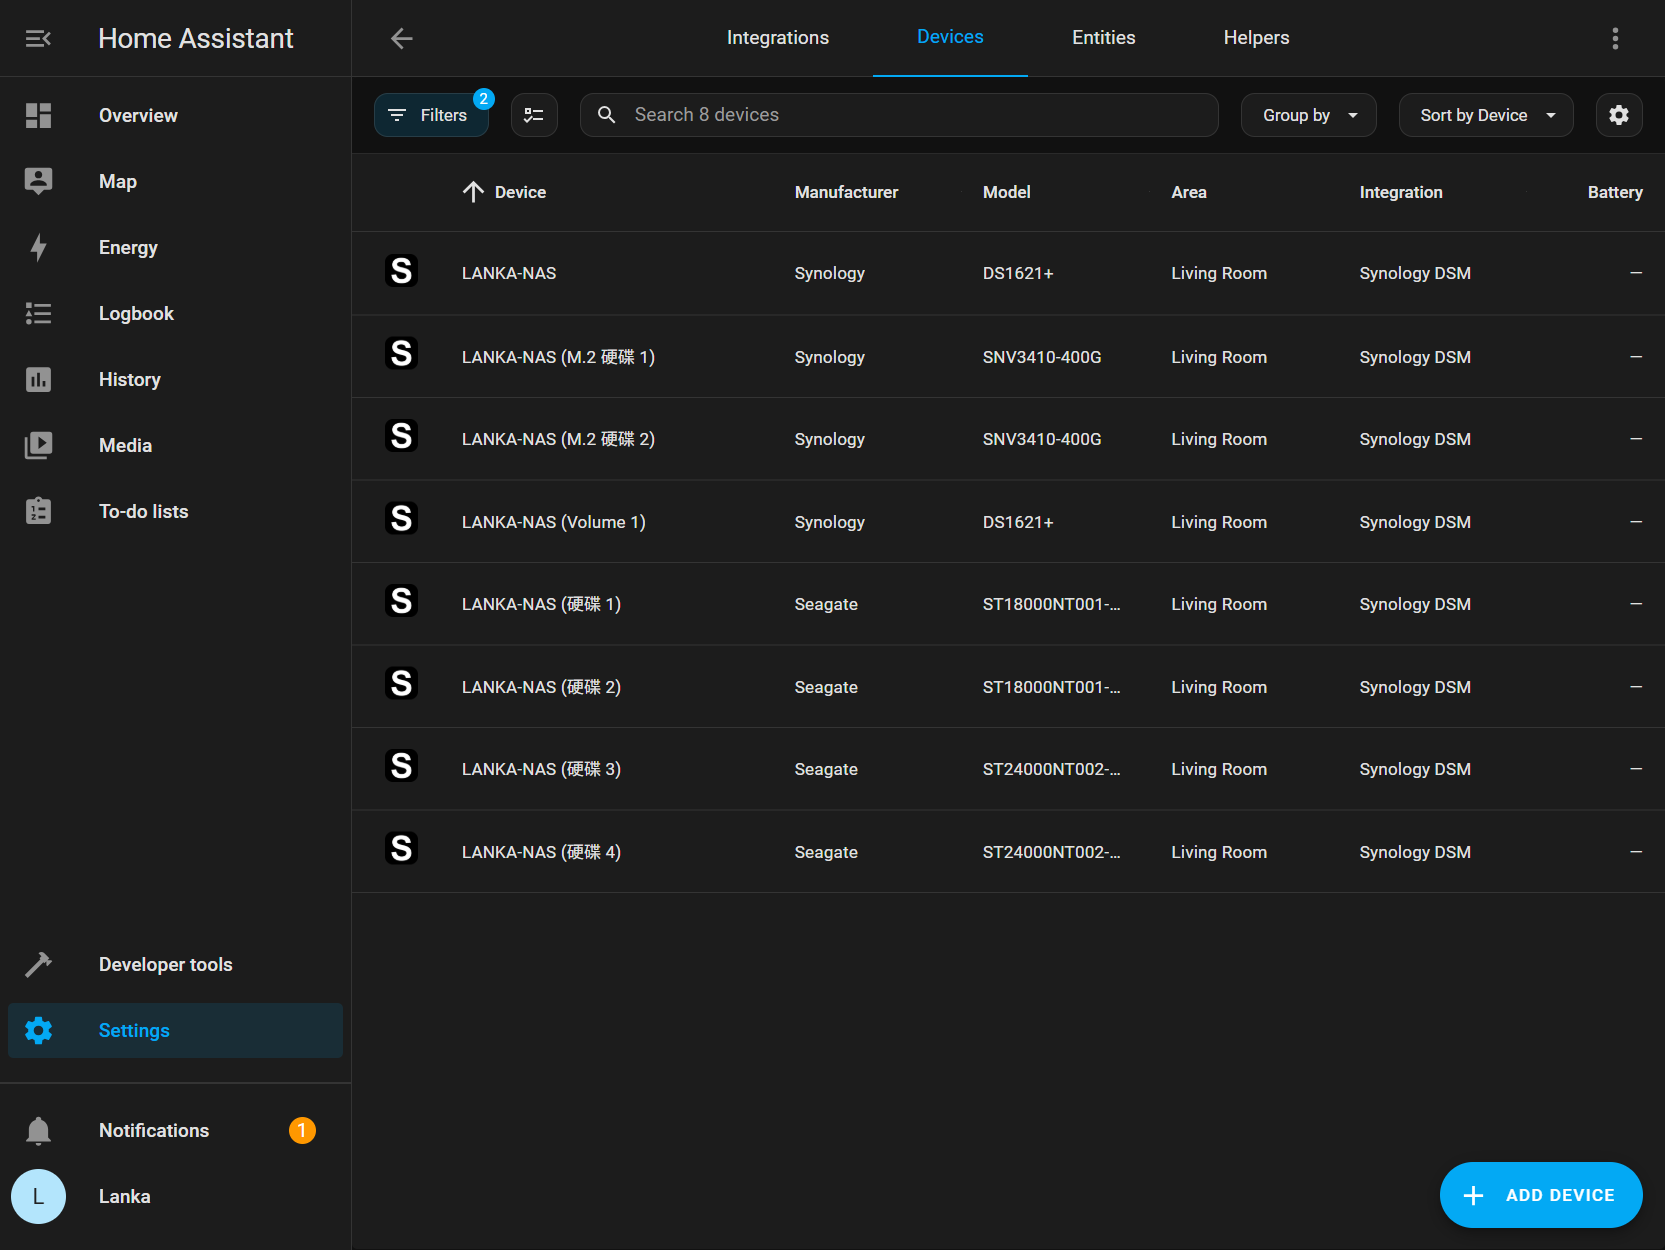 Home Assistant
Integrations Devices Entities Helpers
Filters 2 Search 8 devices Group by Sort by Device
Overview
Map
Energy
Logbook
History
Media
To-do lists
Developer tools
Settings
Notifications 1
L Lanka
Device Manufacturer Model Area Integration Battery
S LANKA-NAS Synology DS1621+ Living Room Synology DSM —
S LANKA-NAS (M.2 硬碟 1) Synology SNV3410-400G Living Room Synology DSM —
S LANKA-NAS (M.2 硬碟 2) Synology SNV3410-400G Living Room Synology DSM —
S LANKA-NAS (Volume 1) Synology DS1621+ Living Room Synology DSM —
S LANKA-NAS (硬碟 1) Seagate ST18000NT001-... Living Room Synology DSM —
S LANKA-NAS (硬碟 2) Seagate ST18000NT001-... Living Room Synology DSM —
S LANKA-NAS (硬碟 3) Seagate ST24000NT002-... Living Room Synology DSM —
S LANKA-NAS (硬碟 4) Seagate ST24000NT002-... Living Room Synology DSM —
ADD DEVICE